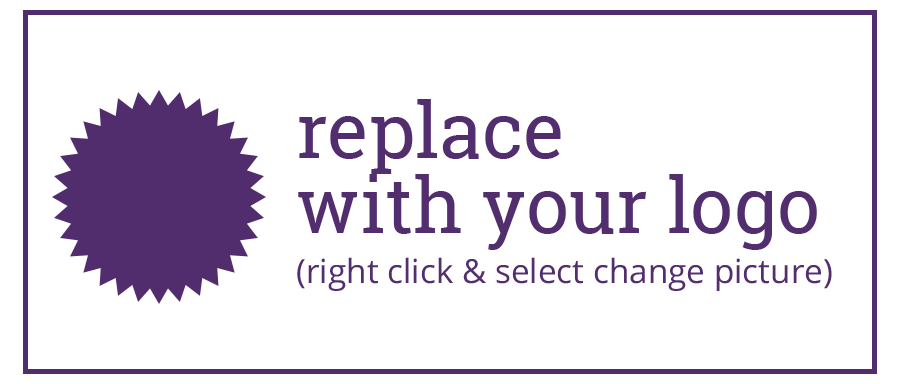 replace
with your logo
(right click & select change picture)